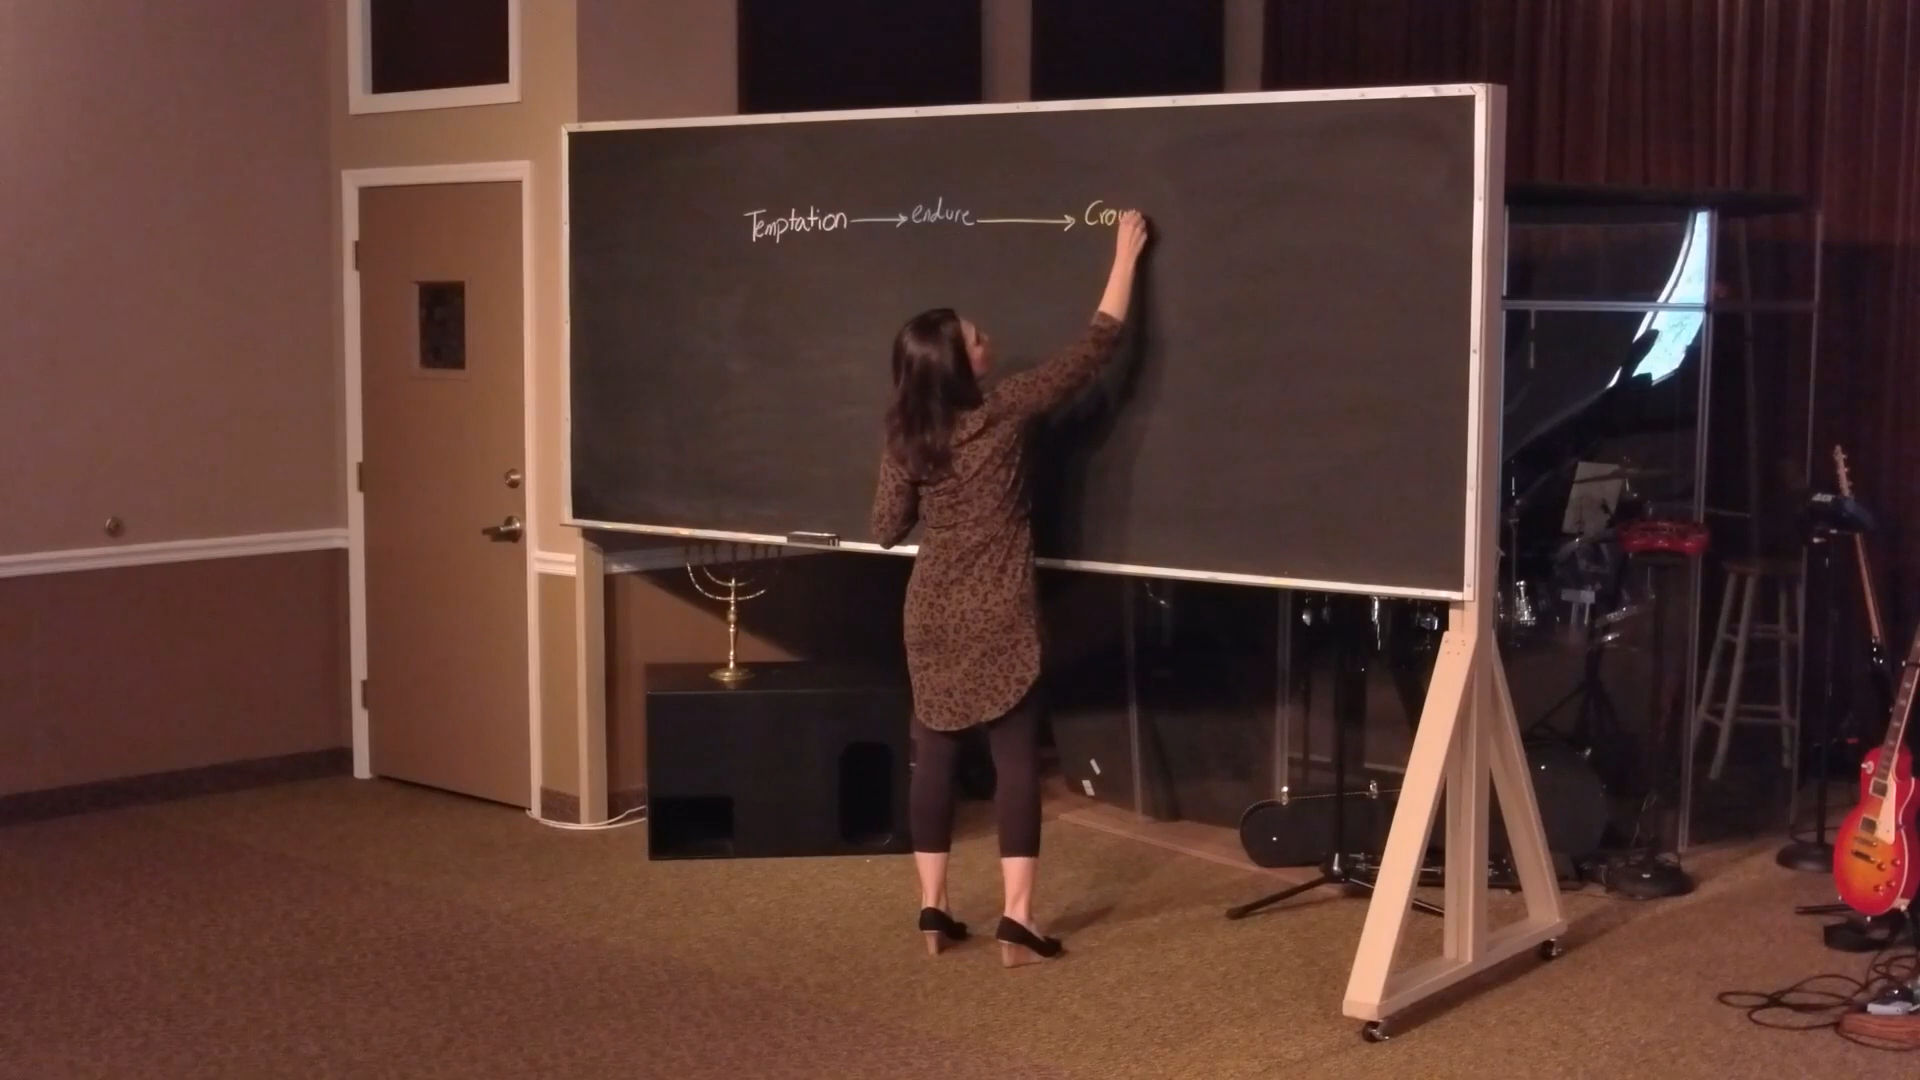 Temptation → endure → Crow